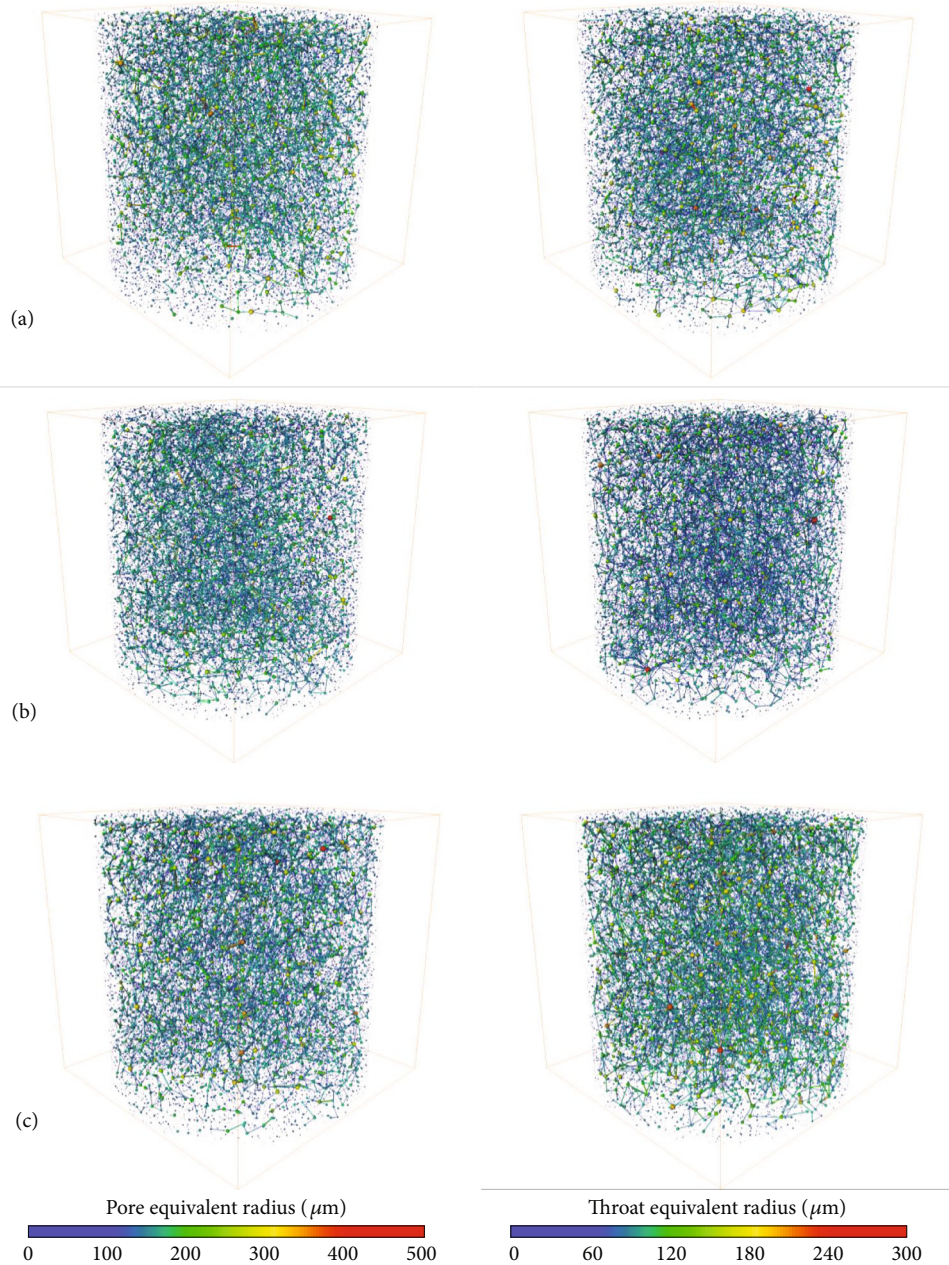 (a)
(b)
(c)
Pore equivalent radius (μm)
0 100 200 300 400 500
Throat equivalent radius (μm)
0 60 120 180 240 300